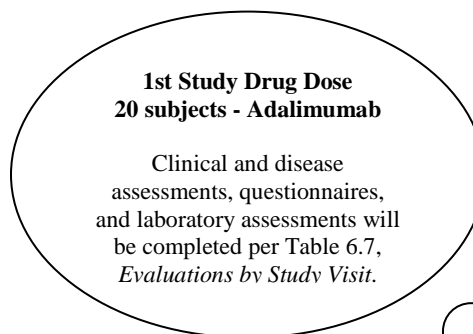 1st Study Drug Dose
20 subjects - Adalimumab
Clinical and disease
assessments, questionnaires,
and laboratory assessments will
be completed per Table 6.7,
Evaluations by Study Visit.